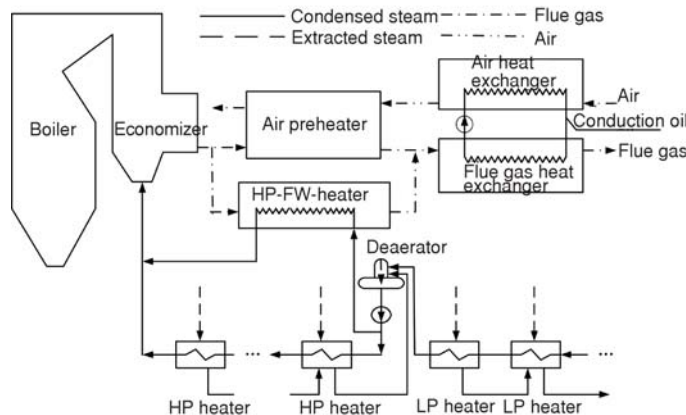 Condensed steam
Flue gas
Extracted steam
Air
Air heat
exchanger
Air
Boiler
Economizer
Air preheater
Conduction oil
Flue gas
Flue gas heat
exchanger
HP-FW-heater
Deaerator
...
...
...
HP heater
HP heater
LP heater
LP heater